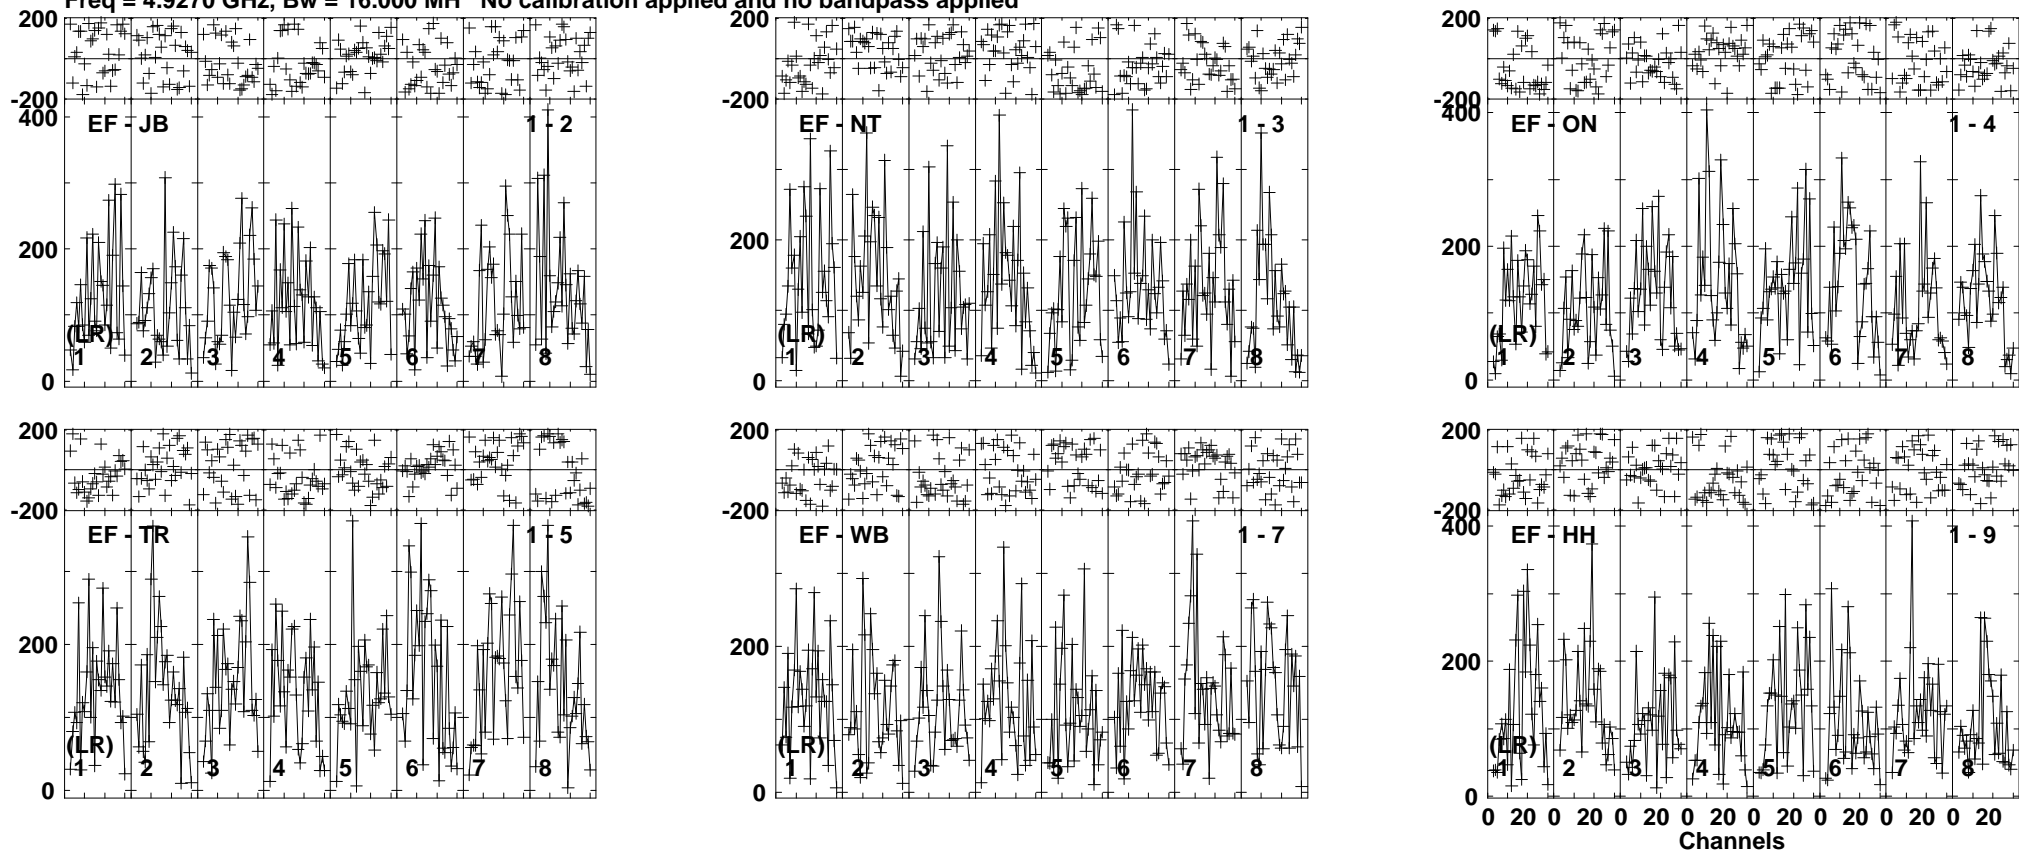 Freq = 4.9270 GHz, Bw = 16.000 MH No calibration applied and no bandpass applied
200
-200
400
200
0
EF - JB
1 - 2
(LR)
1 2 3 4 5 6 7 8
200
-200
200
0
EF - NT
1 - 3
(LR)
1 2 3 4 5 6 7 8
200
-200
400
200
0
EF - ON
1 - 4
(LR)
1 2 3 4 5 6 7 8
200
-200
200
0
EF - TR
1 - 5
(LR)
1 2 3 4 5 6 7 8
200
-200
200
0
EF - WB
1 - 7
(LR)
1 2 3 4 5 6 7 8
200
-200
400
200
0
EF - HH
1 - 9
(LR)
1 2 3 4 5 6 7 8
0 20 0 20 0 20 0 20 0 20 0 20 0 20 0 20
Channels